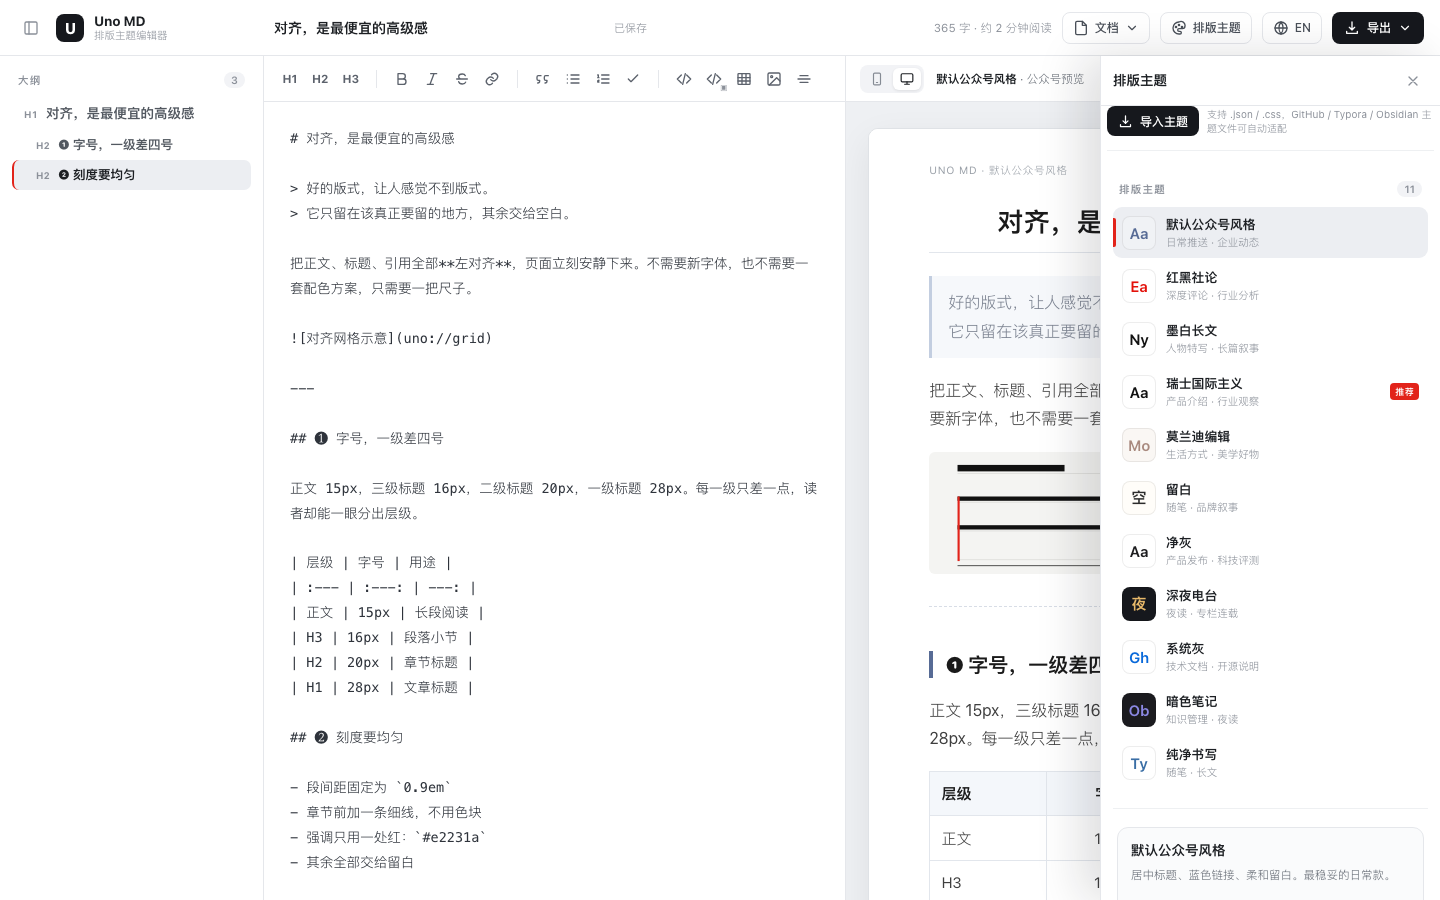 U
Uno MD
排版主题编辑器
对齐，是最便宜的高级感
已保存
365 字 · 约 2 分钟阅读
文档
排版主题
EN
导出
大纲
3
H1 对齐，是最便宜的高级感
H2 ❶ 字号，一级差四号
H2 ❷ 刻度要均匀
H1 H2 H3
# 对齐，是最便宜的高级感
> 好的版式，让人感觉不到版式。
> 它只留在该真正要留的地方，其余交给空白。
把正文、标题、引用全部**左对齐**，页面立刻安静下来。不需要新字体，也不需要一
套配色方案，只需要一把尺子。
![对齐网格示意](uno://grid)
---
## ❶ 字号，一级差四号
正文 15px，三级标题 16px，二级标题 20px，一级标题 28px。每一级只差一点，读
者却能一眼分出层级。
| 层级 | 字号 | 用途 |
| :--- | :---: | ---: |
| 正文 | 15px | 长段阅读 |
| H3 | 16px | 段落小节 |
| H2 | 20px | 章节标题 |
| H1 | 28px | 文章标题 |
## ❷ 刻度要均匀
- 段间距固定为 `0.9em`
- 章节前加一条细线，不用色块
- 强调只用一处红：`#e2231a`
- 其余全部交给留白
默认公众号风格 · 公众号预览
UNO MD · 默认公众号风格
对齐，是
好的版式，让人感觉不
它只留在该真正要留的
把正文、标题、引用全部
要新字体，也不需要一套
❶ 字号，一级差四
正文 15px，三级标题 16
28px。每一级只差一点，
层级
正文 1
H3 1
排版主题
导入主题
支持 .json / .css，GitHub / Typora / Obsidian 主
题文件可自动适配
排版主题
11
Aa 默认公众号风格
日常推送 · 企业动态
Ea 红黑社论
深度评论 · 行业分析
Ny 墨白长文
人物特写 · 长篇叙事
Aa 瑞士国际主义
产品介绍 · 行业观察
推荐
Mo 莫兰迪编辑
生活方式 · 美学好物
空 留白
随笔 · 品牌叙事
Aa 净灰
产品发布 · 科技评测
夜 深夜电台
夜读 · 专栏连载
Gh 系统灰
技术文档 · 开源说明
Ob 暗色笔记
知识管理 · 夜读
Ty 纯净书写
随笔 · 长文
默认公众号风格
居中标题、蓝色链接、柔和留白。最稳妥的日常款。